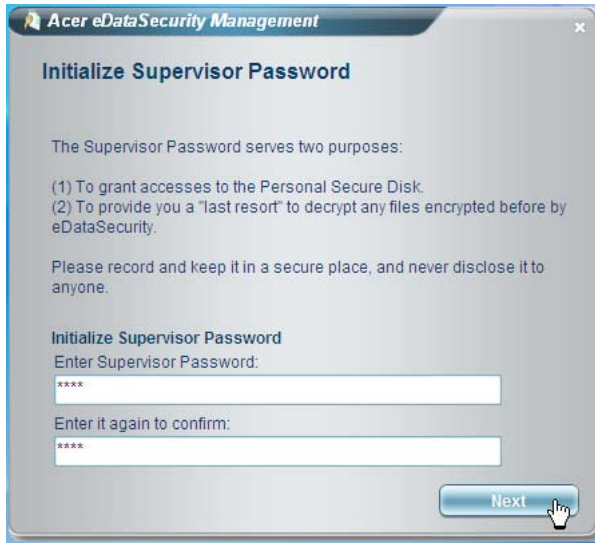 Acer eDataSecurity Management
x
Initialize Supervisor Password
The Supervisor Password serves two purposes:
(1) To grant accesses to the Personal Secure Disk.
(2) To provide you a "last resort" to decrypt any files encrypted before by
eDataSecurity.
Please record and keep it in a secure place, and never disclose it to
anyone.
Initialize Supervisor Password
Enter Supervisor Password:
****
Enter it again to confirm:
****
Next